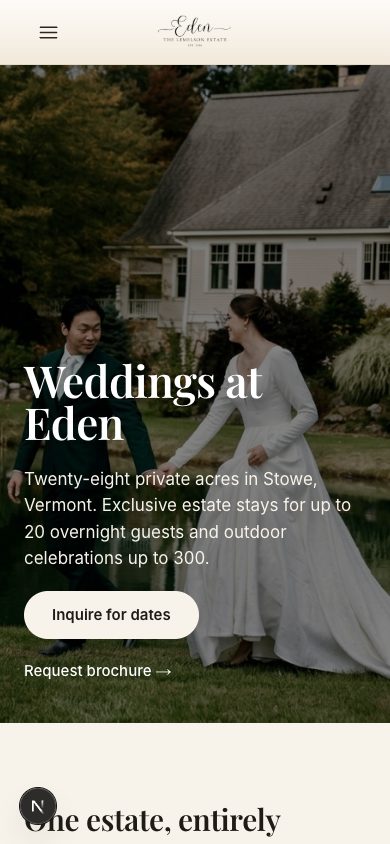 Eden
THE LEMELSON ESTATE
Weddings at
Eden
Twenty-eight private acres in Stowe,
Vermont. Exclusive estate stays for up to
20 overnight guests and outdoor
celebrations up to 300.
Inquire for dates
Request brochure →
One estate, entirely
N